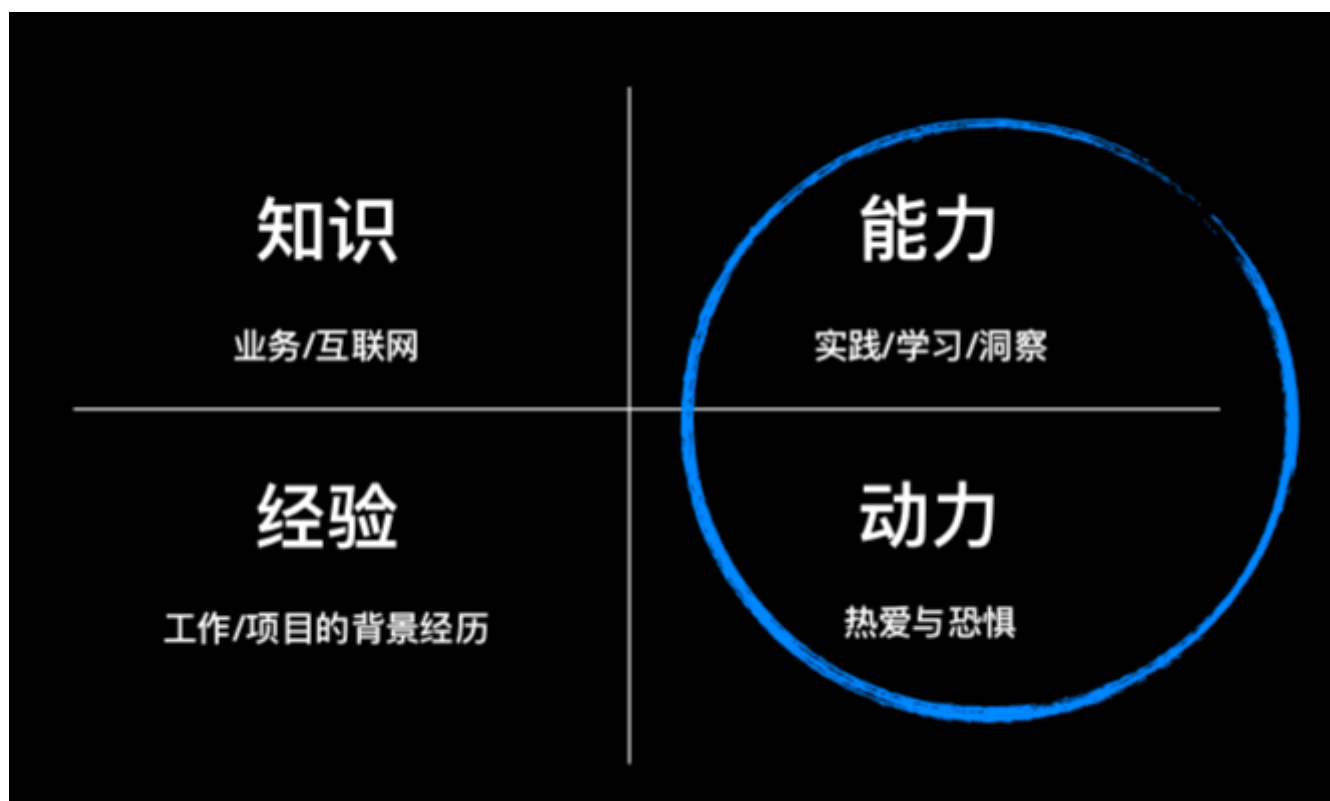 知识
能力
业务/互联网
实践/学习/洞察
经验
动力
工作/项目的背景经历
热爱与恐惧